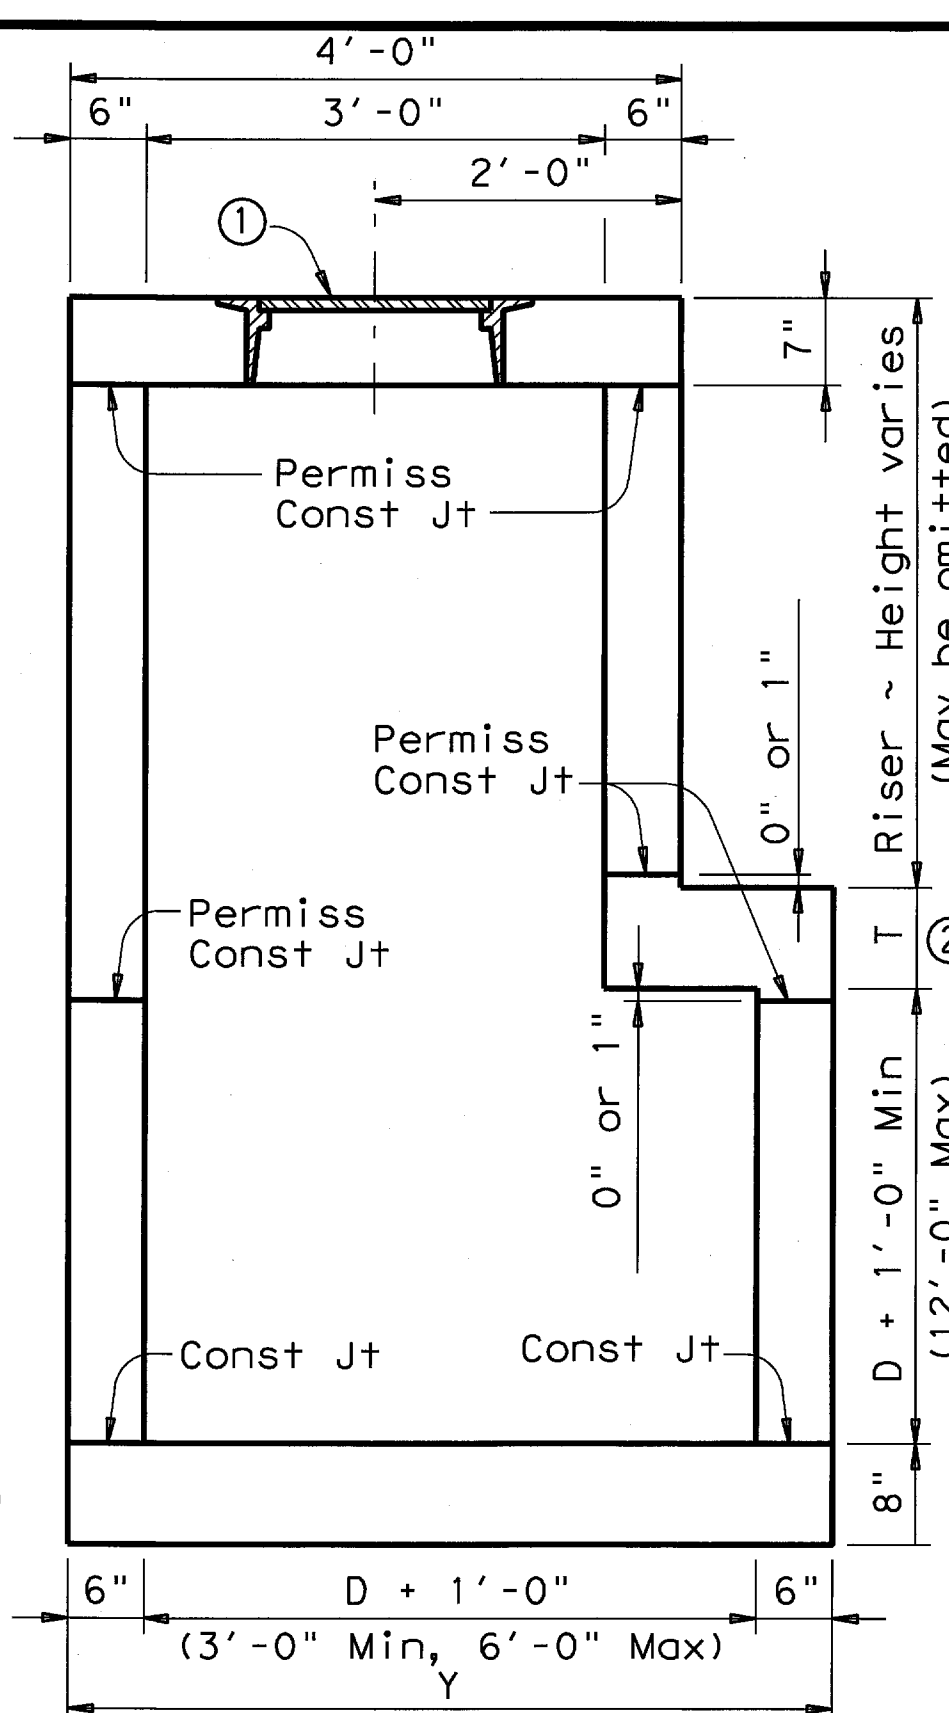 4'-0"
6" 3'-0" 6"
2'-0"
1
7"
Riser ~ Height varies
(May be omitted)
Permiss
Const Jt
0" or 1"
Permiss
Const Jt
Permiss
Const Jt
T 2
0" or 1"
D + 1'-0" Min
(12'-0" Max)
Const Jt Const Jt
8"
6" D + 1'-0" 6"
(3'-0" Min, 6'-0" Max)
Y